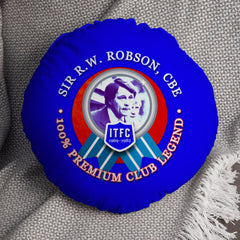 SIR R.W. ROBSON, CBE
ITFC
1969-1982
• 100% PREMIUM CLUB LEGEND •